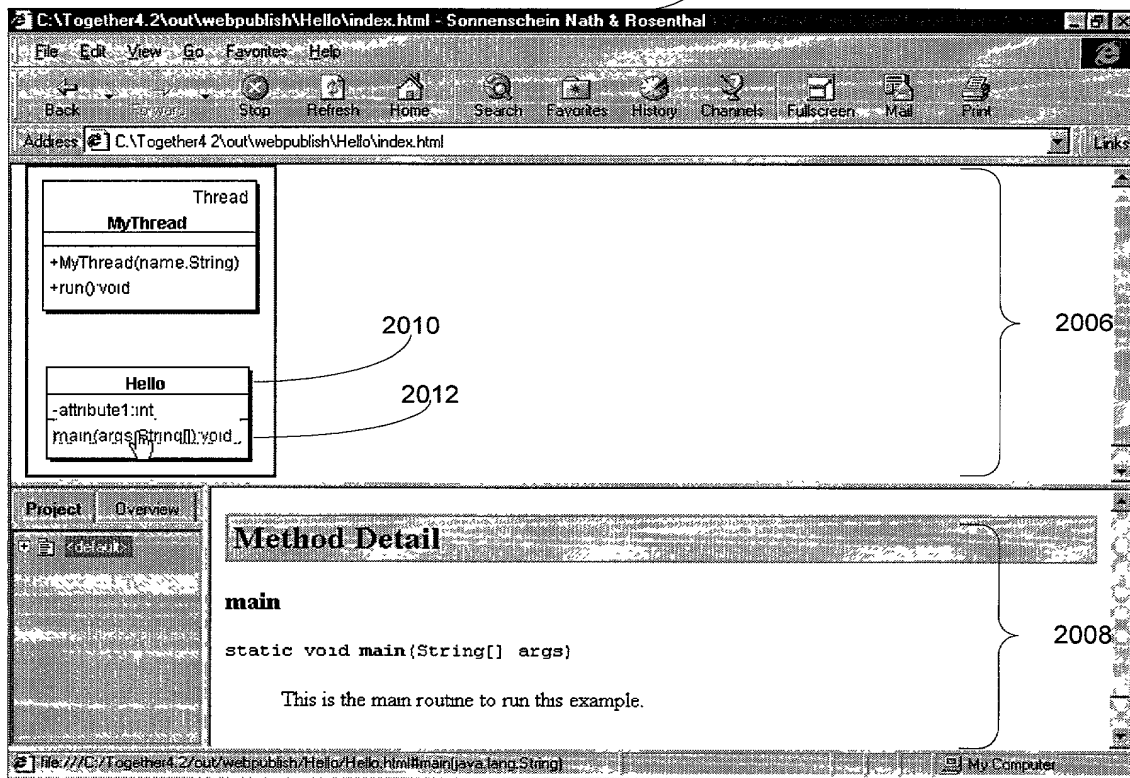 C:\Together4.2\out\webpublish\Hello\index.html - Sonnenschein Nath & Rosenthal
File Edit View Go Favorites Help
Back Forward Stop Refresh Home Search Favorites History Channels Fullscreen Mail Print
Address C:\Together4 2\out\webpublish\Hello\index.html Links
Thread
MyThread
+MyThread(name.String)
+run():void
2006
2010
Hello
2012
-attribute1:int
main(args:String[]):void
Project Overview
<default>
Method Detail
main
static void main(String[] args)
2008
This is the main routine to run this example.
file:///C:/Together4.2/out/webpublish/Hello/Hello.html#main(java.lang.String) My Computer